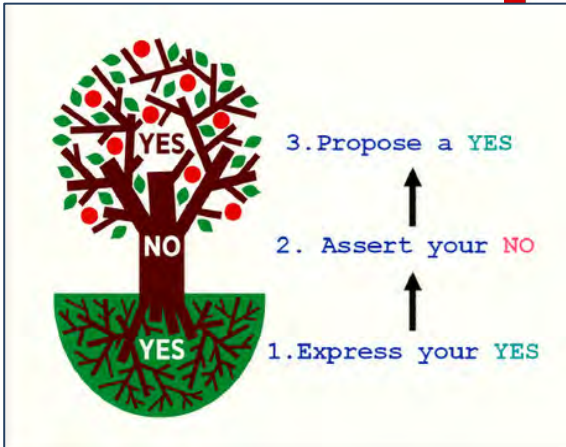 YES
3.Propose a YES
NO
2. Assert your NO
YES
1.Express your YES